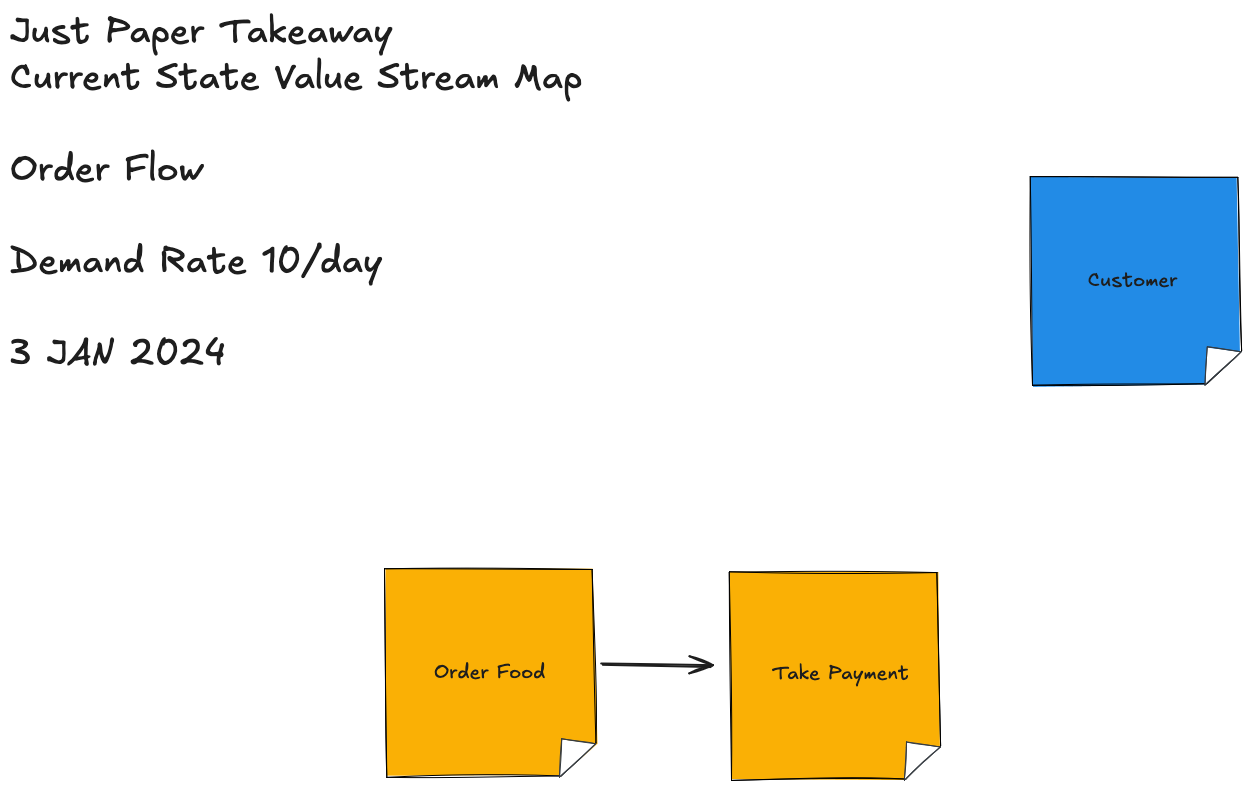 Just Paper Takeaway
Current State Value Stream Map
Order Flow
Demand Rate 10/day
3 JAN 2024
Customer
Order Food
Take Payment